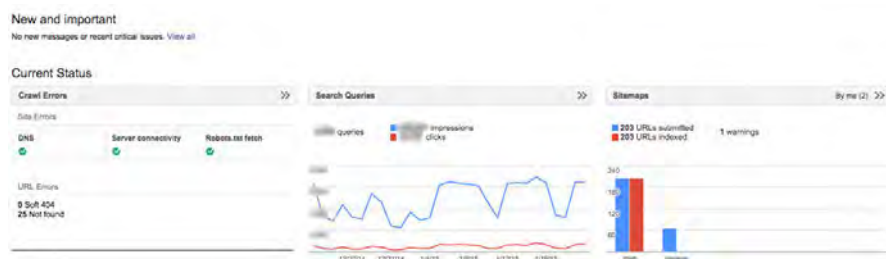 New and important
No new messages or recent critical issues. View all
Current Status
Crawl Errors
Site Errors
DNS
Server connectivity
Robots.txt fetch
URL Errors
0 Soft 404
25 Not found
Search Queries
queries
impressions
clicks
Sitemaps
By me (2)
203 URLs submitted
203 URLs indexed
1 warnings
240
180
120
60